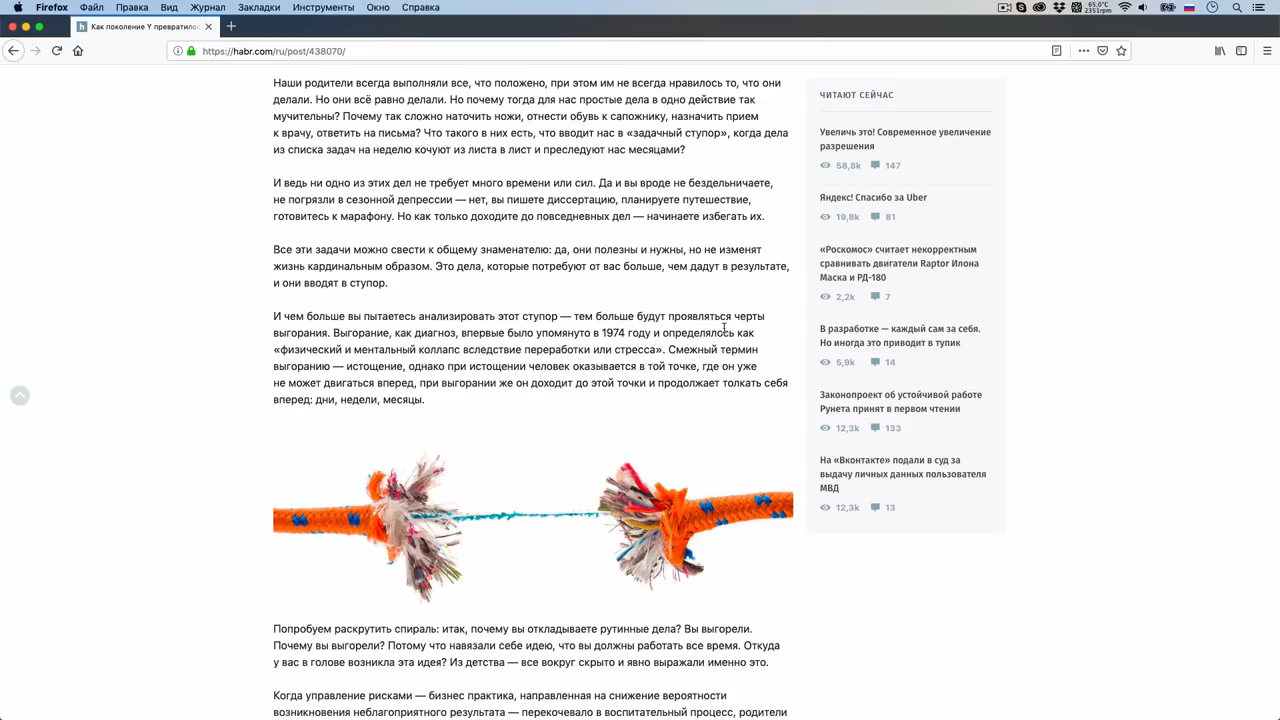 Firefox Файл Правка Вид Журнал Закладки Инструменты Окно Справка
65.0°C
2351rpm
Как поколение Y превратилос
https://habr.com/ru/post/438070/
Наши родители всегда выполняли все, что положено, при этом им не всегда нравилось то, что они
делали. Но они всё равно делали. Но почему тогда для нас простые дела в одно действие так
мучительны? Почему так сложно наточить ножи, отнести обувь к сапожнику, назначить прием
к врачу, ответить на письма? Что такого в них есть, что вводит нас в «задачный ступор», когда дела
из списка задач на неделю кочуют из листа в лист и преследуют нас месяцами?
И ведь ни одно из этих дел не требует много времени или сил. Да и вы вроде не бездельничаете,
не погрязли в сезонной депрессии — нет, вы пишете диссертацию, планируете путешествие,
готовитесь к марафону. Но как только доходите до повседневных дел — начинаете избегать их.
Все эти задачи можно свести к общему знаменателю: да, они полезны и нужны, но не изменят
жизнь кардинальным образом. Это дела, которые потребуют от вас больше, чем дадут в результате,
и они вводят в ступор.
И чем больше вы пытаетесь анализировать этот ступор — тем больше будут проявляться черты
выгорания. Выгорание, как диагноз, впервые было упомянуто в 1974 году и определялось как
«физический и ментальный коллапс вследствие переработки или стресса». Смежный термин
выгоранию — истощение, однако при истощении человек оказывается в той точке, где он уже
не может двигаться вперед, при выгорании же он доходит до этой точки и продолжает толкать себя
вперед: дни, недели, месяцы.
Попробуем раскрутить спираль: итак, почему вы откладываете рутинные дела? Вы выгорели.
Почему вы выгорели? Потому что навязали себе идею, что вы должны работать все время. Откуда
у вас в голове возникла эта идея? Из детства — все вокруг скрыто и явно выражали именно это.
Когда управление рисками — бизнес практика, направленная на снижение вероятности
возникновения неблагоприятного результата — перекочевало в воспитательный процесс, родители
ЧИТАЮТ СЕЙЧАС
Увеличь это! Современное увеличение
разрешения
58,8k 147
Яндекс! Спасибо за Uber
19,8k 81
«Роскомос» считает некорректным
сравнивать двигатели Raptor Илона
Маска и РД-180
2,2k 7
В разработке — каждый сам за себя.
Но иногда это приводит в тупик
5,9k 14
Законопроект об устойчивой работе
Рунета принят в первом чтении
12,3k 133
На «Вконтакте» подали в суд за
выдачу личных данных пользователя
МВД
12,3k 13